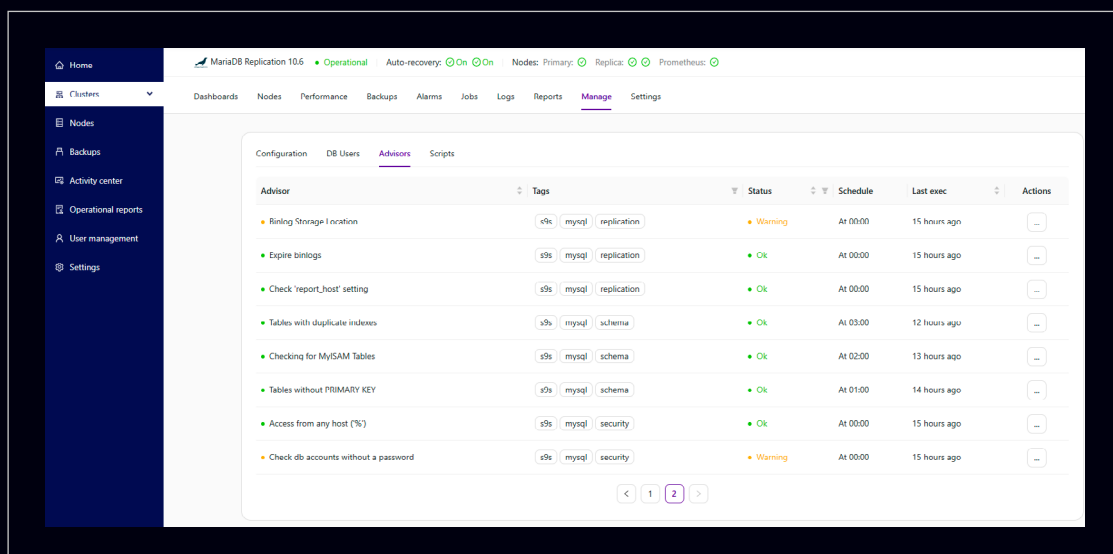 Home
Clusters
Nodes
Backups
Activity center
Operational reports
User management
Settings
MariaDB Replication 10.6 Operational Auto-recovery: On On Nodes: Primary: Replica: Prometheus:
Dashboards Nodes Performance Backups Alarms Jobs Logs Reports Manage Settings
Configuration DB Users Advisors Scripts
Advisor Tags Status Schedule Last exec Actions
Binlog Storage Location s9s mysql replication Warning At 00:00 15 hours ago ...
Expire binlogs s9s mysql replication Ok At 00:00 15 hours ago ...
Check 'report_host' setting s9s mysql replication Ok At 00:00 15 hours ago ...
Tables with duplicate indexes s9s mysql schema Ok At 03:00 12 hours ago ...
Checking for MyISAM Tables s9s mysql schema Ok At 02:00 13 hours ago ...
Tables without PRIMARY KEY s9s mysql schema Ok At 01:00 14 hours ago ...
Access from any host ('%') s9s mysql security Ok At 00:00 15 hours ago ...
Check db accounts without a password s9s mysql security Warning At 00:00 15 hours ago ...
< 1 2 >